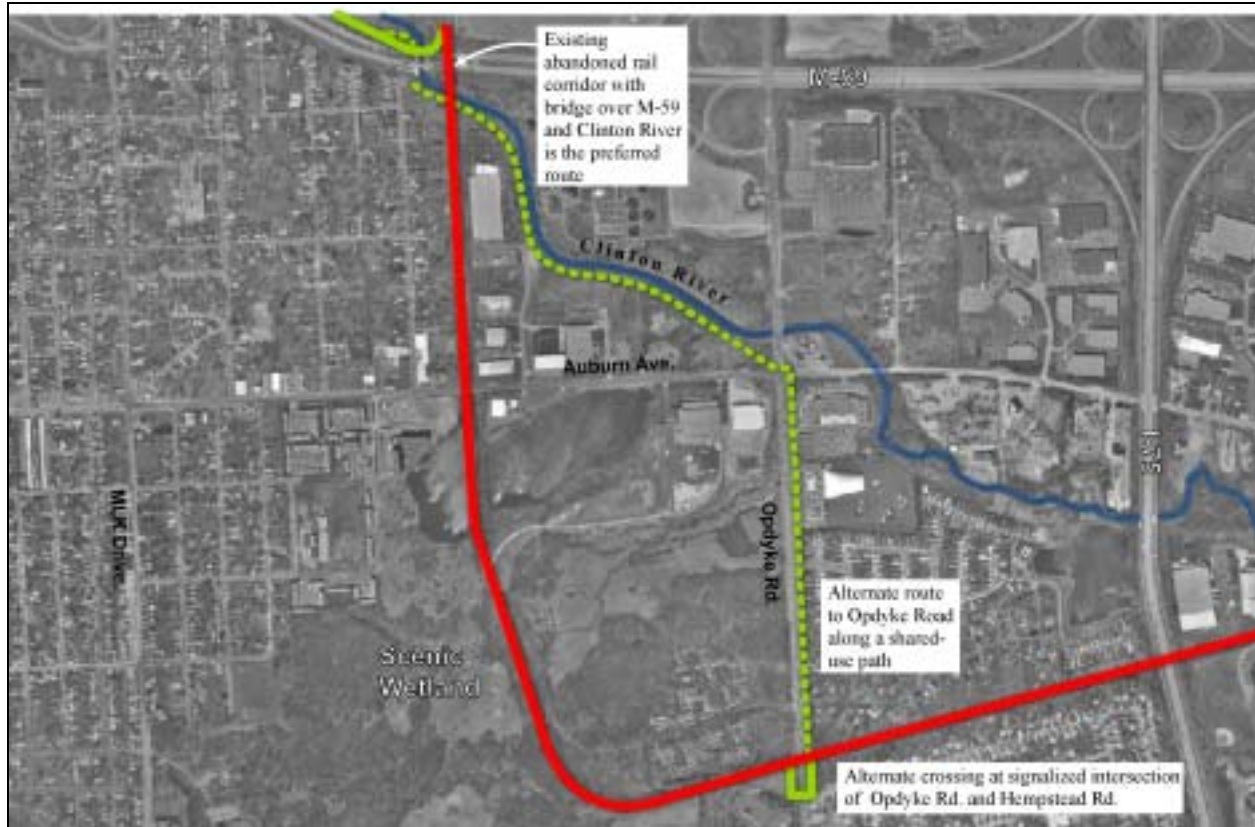 Existing
abandoned rail
corridor with
bridge over M-59
and Clinton River
is the preferred
route
M-59
Clinton River
Auburn Ave.
I-75
MLK Drive.
Opdyke Rd.
Alternate route
to Opdyke Road
along a shared-
use path
Scenic
Wetland
Alternate crossing at signalized intersection
of Opdyke Rd. and Hempstead Rd.